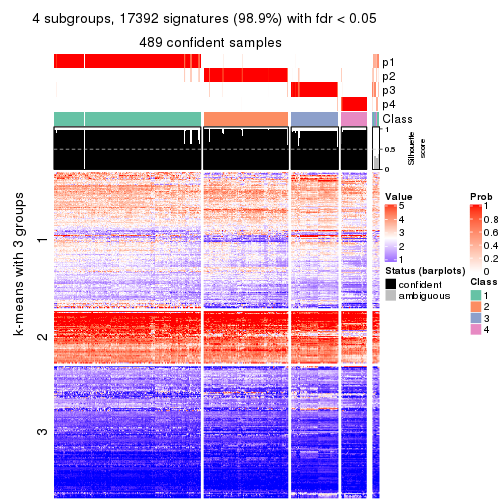 4 subgroups, 17392 signatures (98.9%) with fdr < 0.05
489 confident samples
p1
p2
p3
p4
Class
1
0.5
0
Silhouette
score
k-means with 3 groups
1
2
3
Value
5
4
3
2
1
Status (barplots)
confident
ambiguous
Prob
1
0.8
0.6
0.4
0.2
0
Class
1
2
3
4